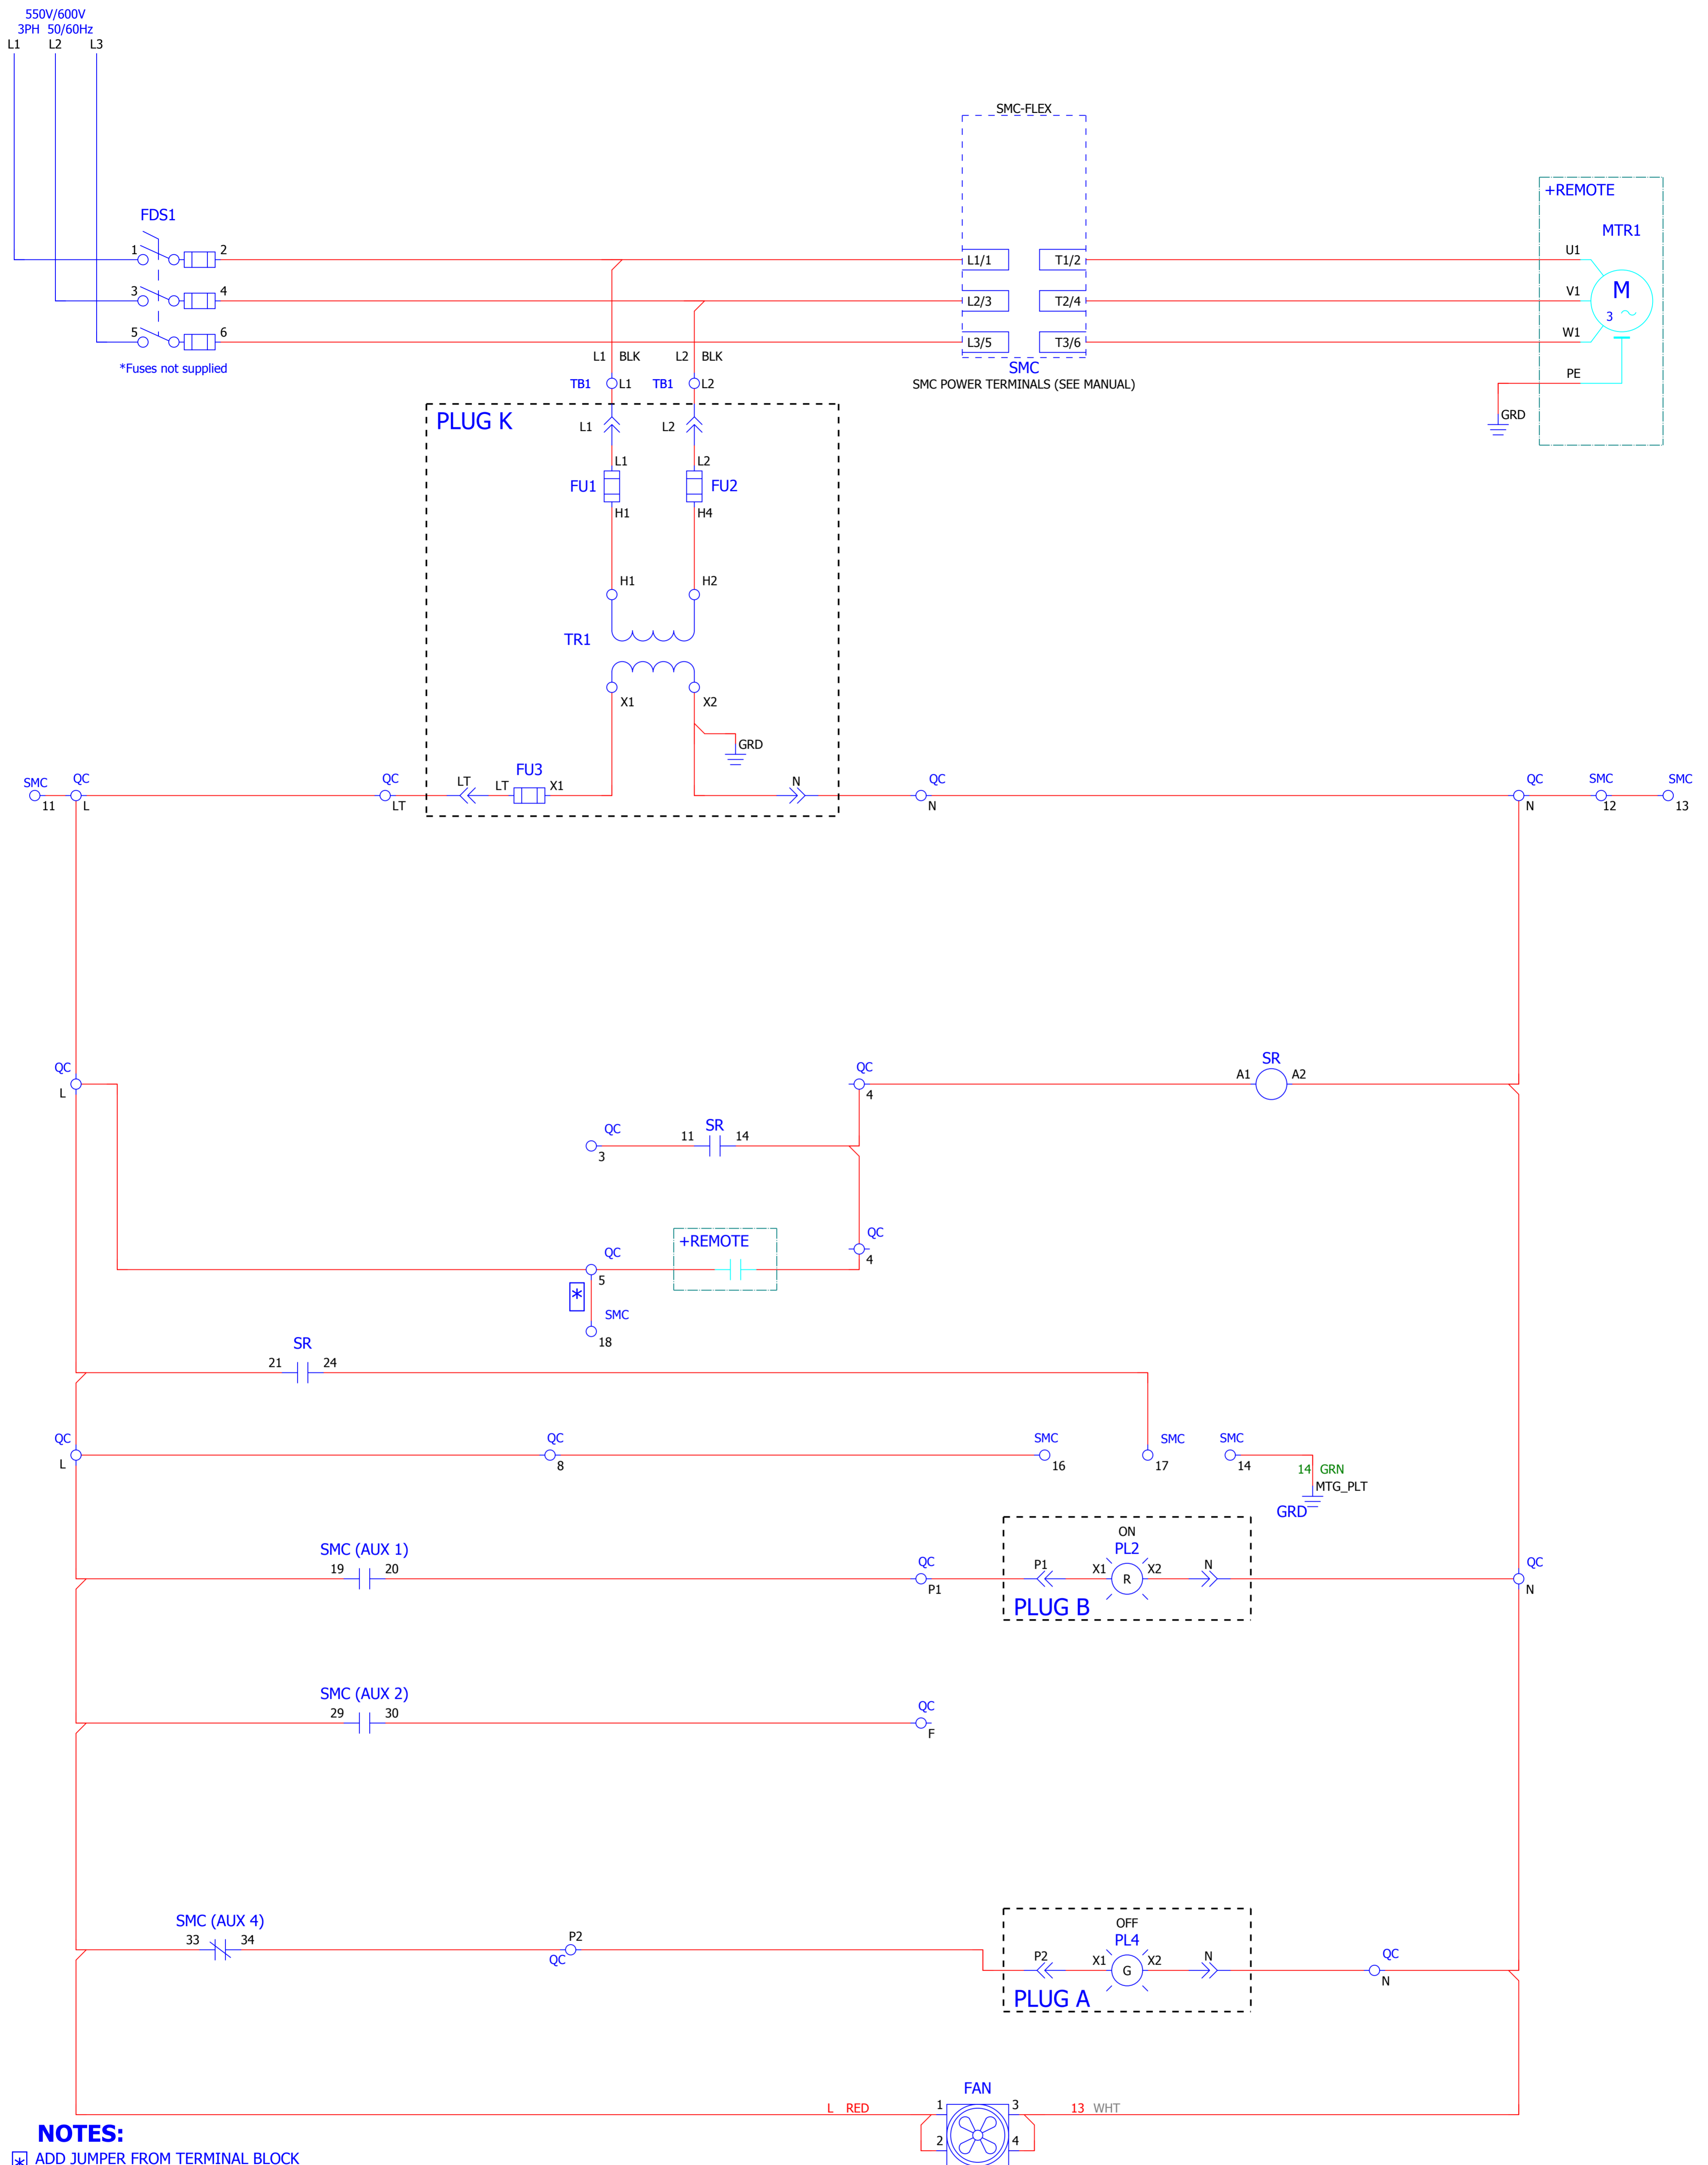 550V/600V
3PH 50/60Hz
L1 L2 L3
SMC-FLEX
+REMOTE
FDS1
MTR1
1 2 L1/1 T1/2 U1
M
3 4 L2/3 T2/4 V1
3 ~
5 6 L3/5 T3/6 W1
*Fuses not supplied
L1 BLK L2 BLK
SMC
PE
TB1 L1 TB1 L2
SMC POWER TERMINALS (SEE MANUAL)
GRD
PLUG K
L1 L2
L1 L2
FU1 FU2
H1 H4
H1 H2
TR1
X1 X2
GRD
SMC QC QC LT LT FU3 X1 N QC QC SMC SMC
11 L LT N N 12 13
QC QC SR
L 4 A1 A2
QC 11 SR 14
3
QC +REMOTE QC
5 4
* SMC
18
SR
21 24
QC QC SMC SMC SMC
L 8 16 17 14
14 GRN
MTG_PLT
GRD
ON
SMC (AUX 1) PL2
19 20 QC P1 X1 R X2 N QC
P1 N
PLUG B
SMC (AUX 2)
29 30 QC
F
SMC (AUX 4) OFF
33 34 P2 PL4
QC P2 X1 G X2 N QC
N
PLUG A
FAN
L RED 1 3 13 WHT
2 4
NOTES:
* ADD JUMPER FROM TERMINAL BLOCK